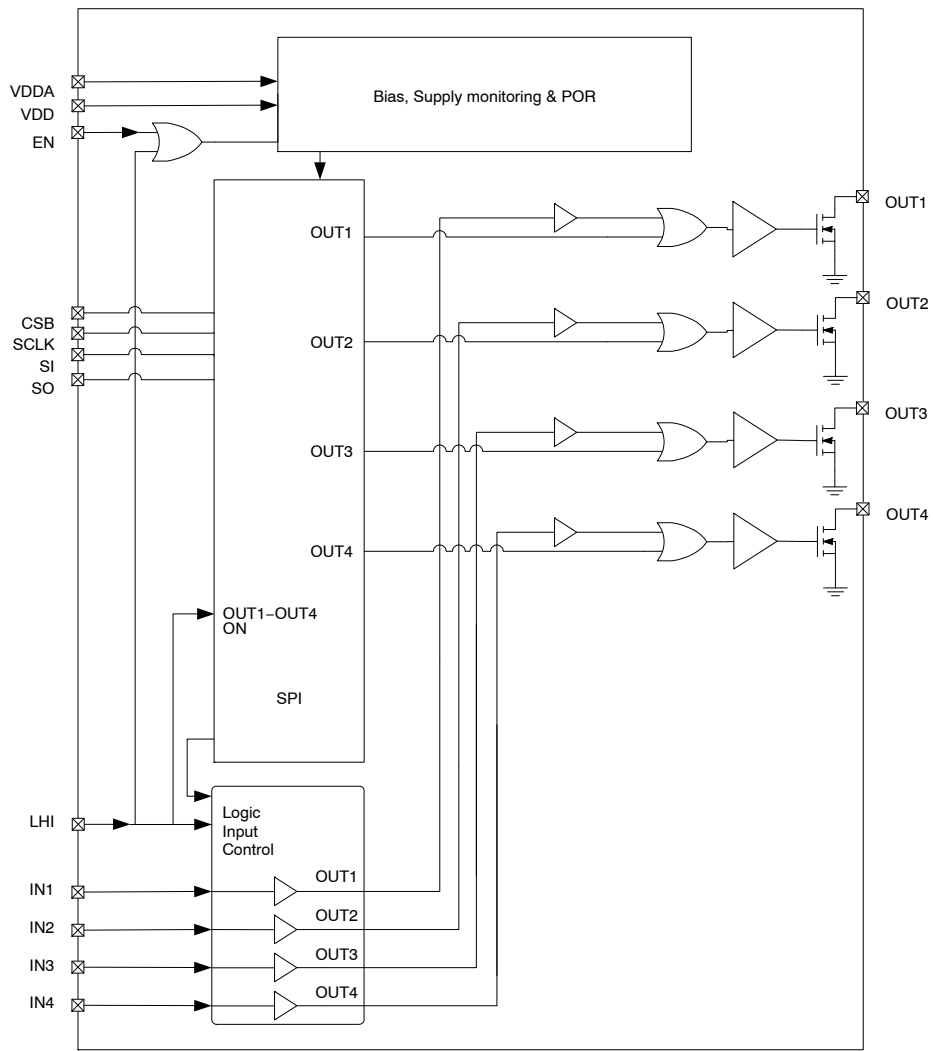 Bias, Supply monitoring & POR
VDDA
VDD
EN
OUT1
OUT1
OUT2
CSB
SCLK
OUT2
SI
SO
OUT3
OUT3
OUT4
OUT4
OUT1–OUT4
ON
SPI
LHI
Logic
Input
Control
IN1
OUT1
IN2
OUT2
IN3
OUT3
IN4
OUT4